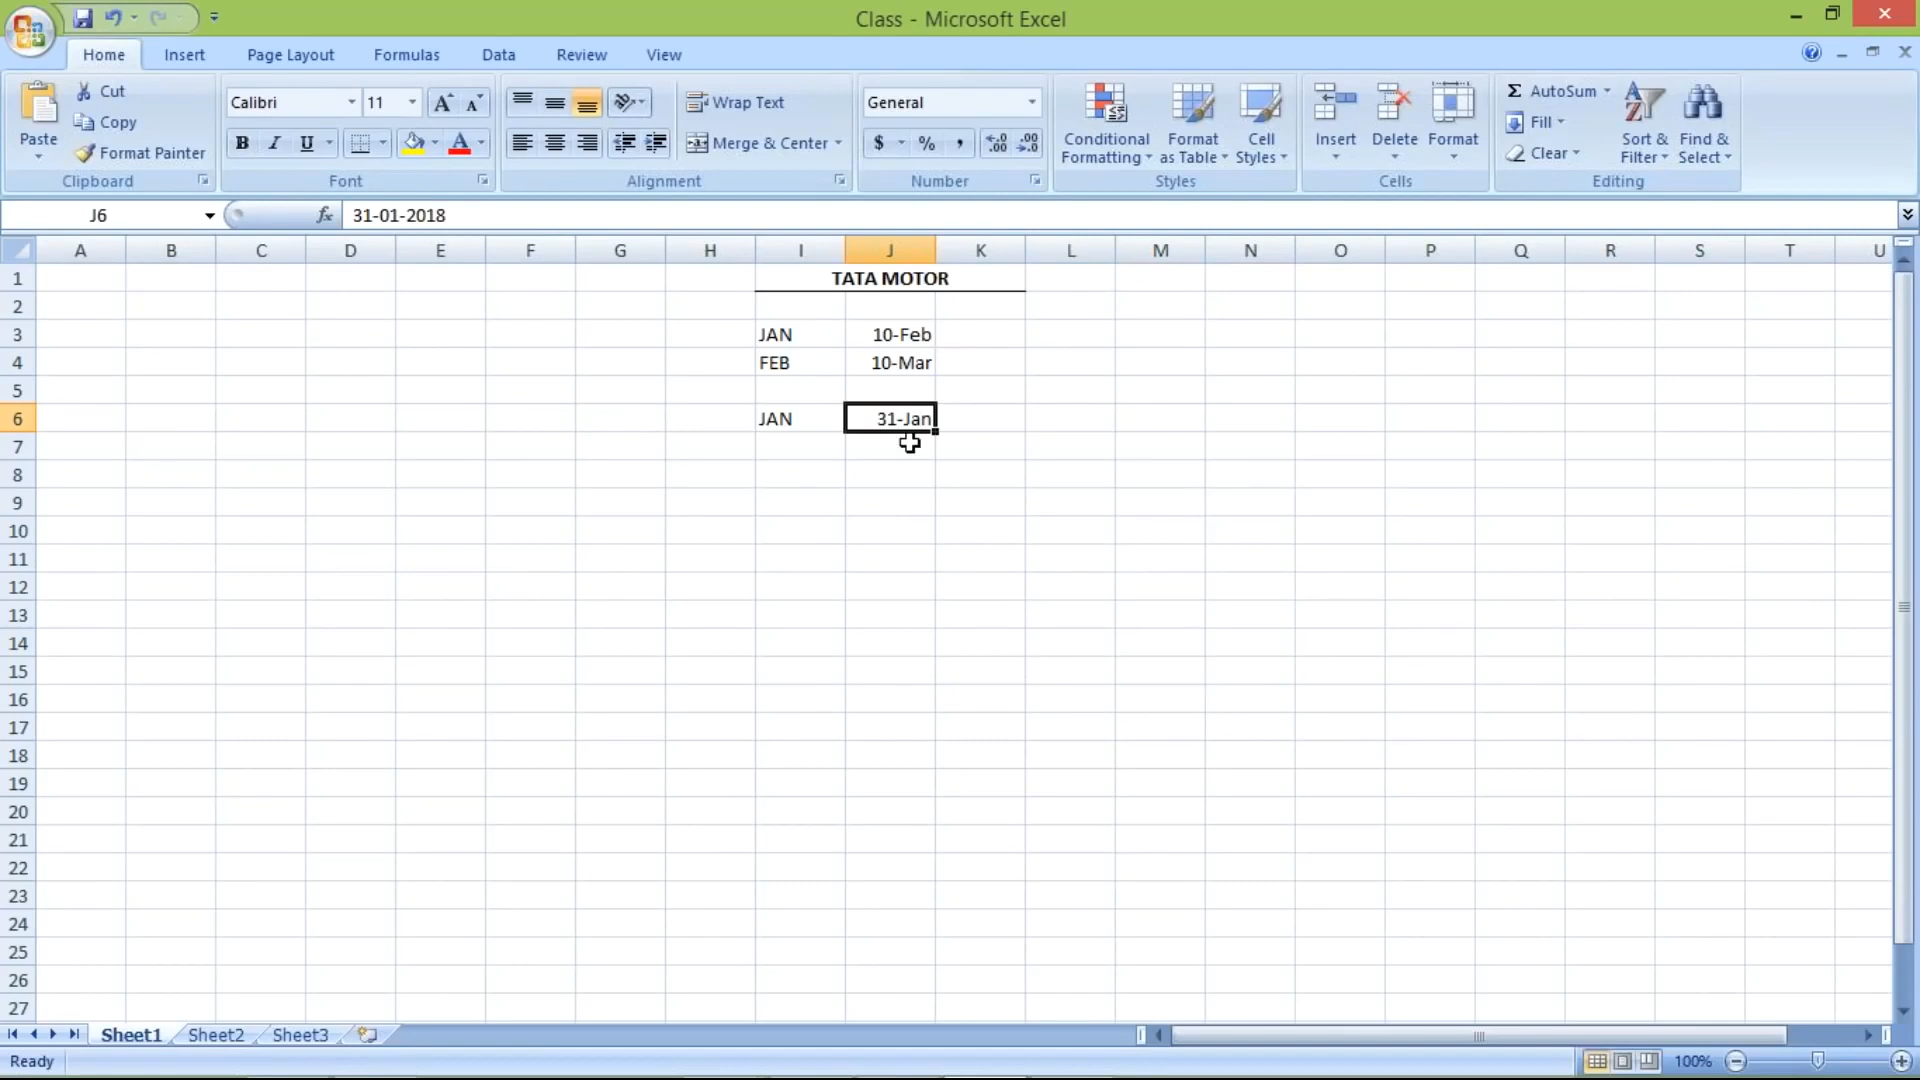 Class - Microsoft Excel
Home Insert Page Layout Formulas Data Review View
Cut
Copy
Format Painter
Paste
Clipboard
Calibri 11
B I U
Font
Wrap Text
Merge & Center
Alignment
General
$ % ,
Number
Conditional Formatting
Format as Table
Cell Styles
Styles
Insert Delete Format
Cells
AutoSum
Fill
Clear
Sort & Filter
Find & Select
Editing
J6 fx 31-01-2018
A B C D E F G H I J K L M N O P Q R S T U
1 TATA MOTOR
2
3 JAN 10-Feb
4 FEB 10-Mar
5
6 JAN 31-Jan
7
8
9
10
11
12
13
14
15
16
17
18
19
20
21
22
23
24
25
26
27
Sheet1 Sheet2 Sheet3
Ready 100%